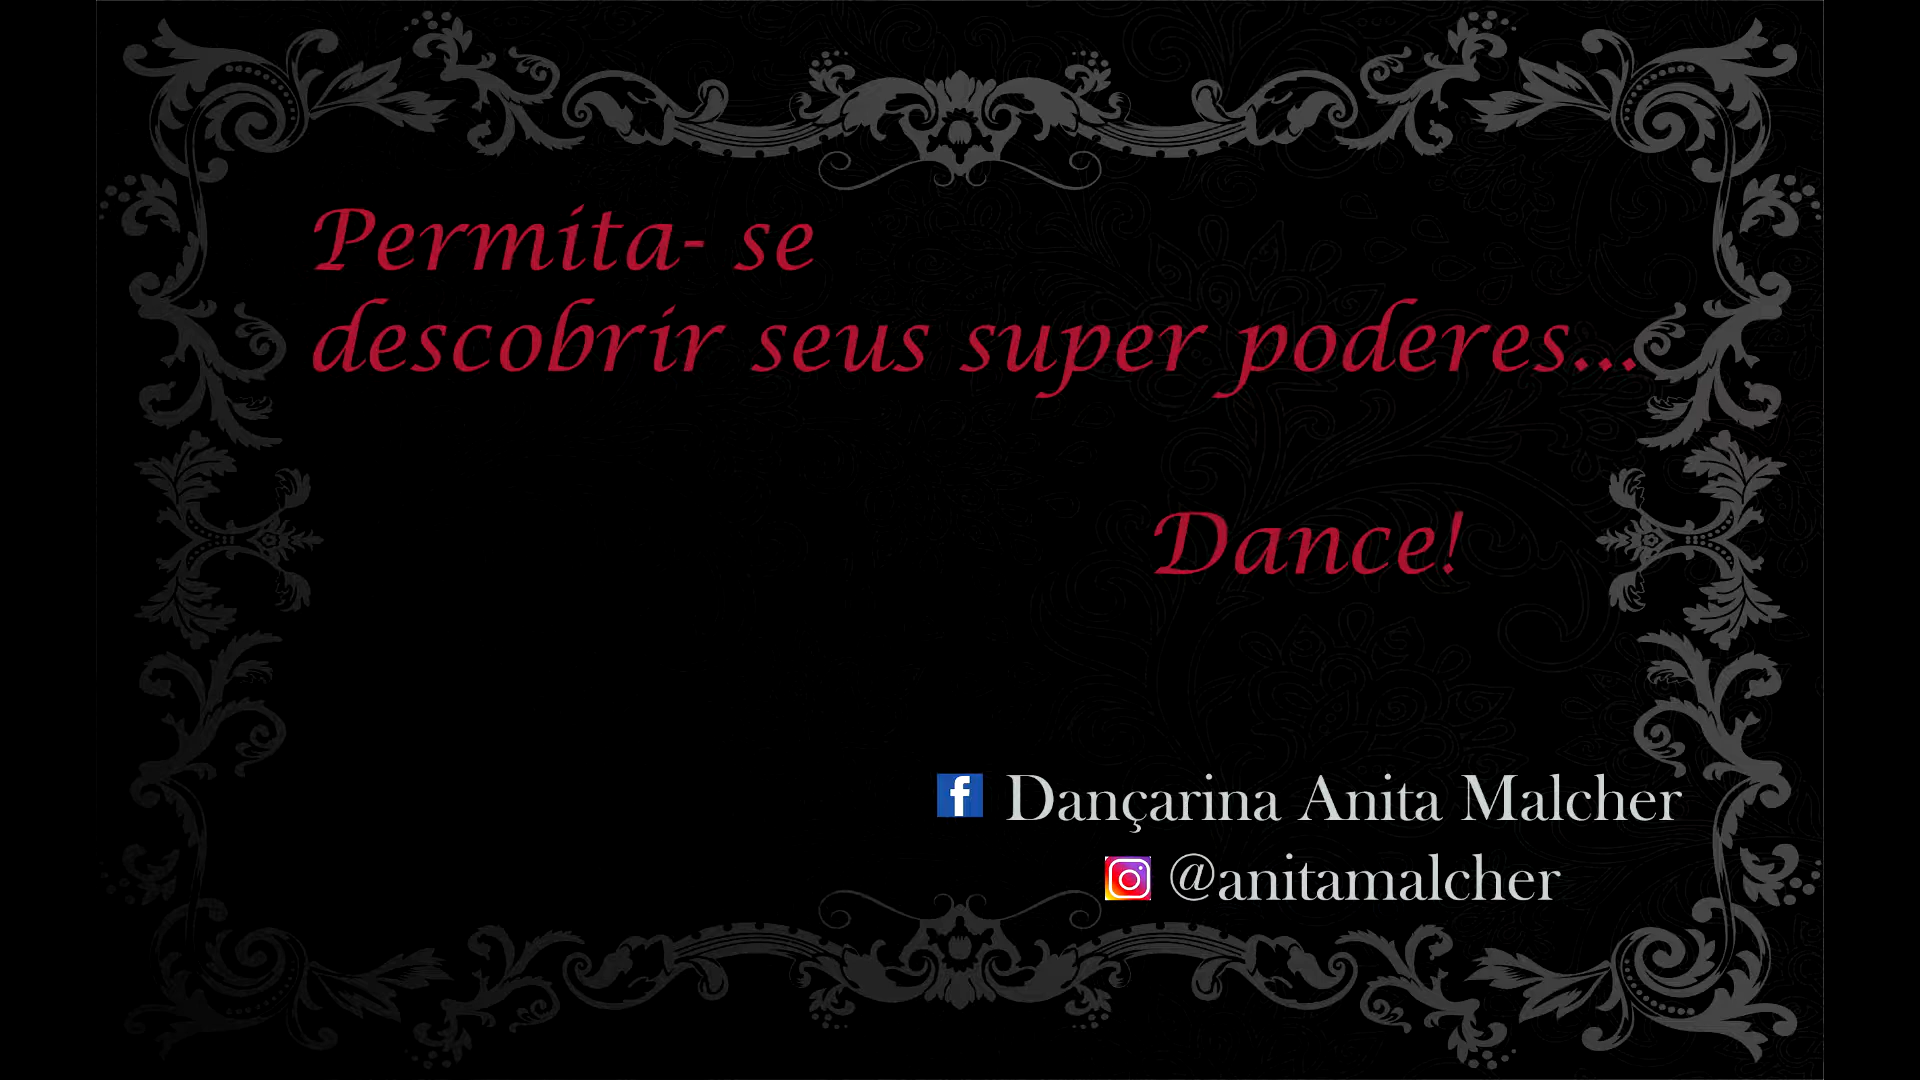 Permita- se
descobrir seus super poderes...
Dance!
Dançarina Anita Malcher
@anitamalcher